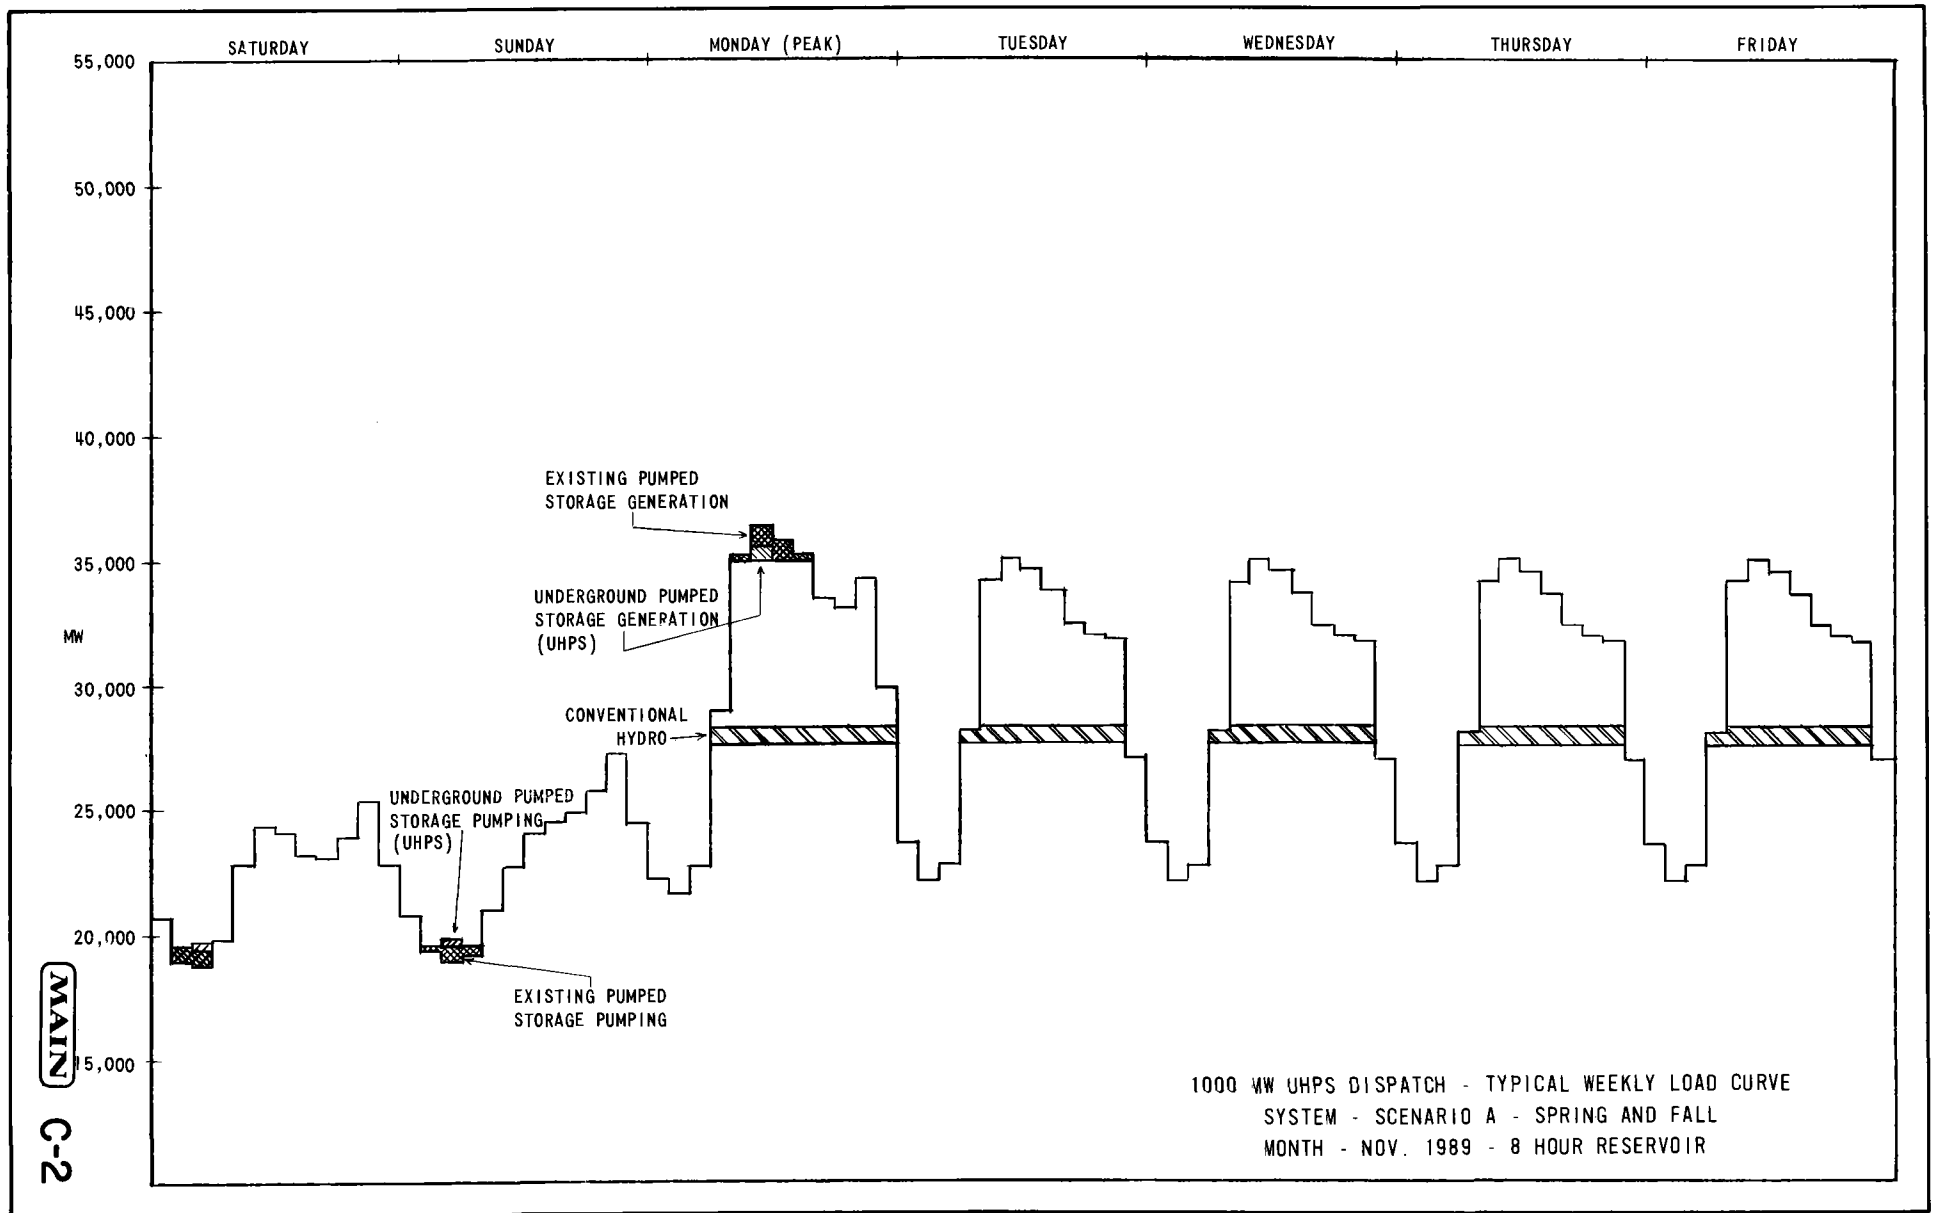 SATURDAY
SUNDAY
MONDAY (PEAK)
TUESDAY
WEDNESDAY
THURSDAY
FRIDAY
55,000
50,000
45,000
40,000
35,000
MW
30,000
25,000
20,000
15,000
EXISTING PUMPED
STORAGE GENERATION
UNDERGROUND PUMPED
STORAGE GENERATION
(UHPS)
CONVENTIONAL
HYDRO
UNDERGROUND PUMPED
STORAGE PUMPING
(UHPS)
EXISTING PUMPED
STORAGE PUMPING
1000 MW UHPS DISPATCH - TYPICAL WEEKLY LOAD CURVE
SYSTEM - SCENARIO A - SPRING AND FALL
MONTH - NOV. 1989 - 8 HOUR RESERVOIR
MAIN
C-2